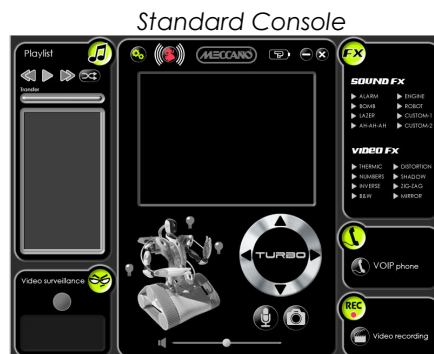 Standard Console
Playlist
Transfer
MECCANO
FX
SOUND FX
ALARM
ENGINE
BOMB
ROBOT
LAZER
CUSTOM-1
AH-AH-AH
CUSTOM-2
VIDEO FX
THERMIC
DISTORTION
NUMBERS
SHADOW
INVERSE
ZIG-ZAG
B&W
MIRROR
TURBO
VOIP phone
Video surveillance
REC
Video recording